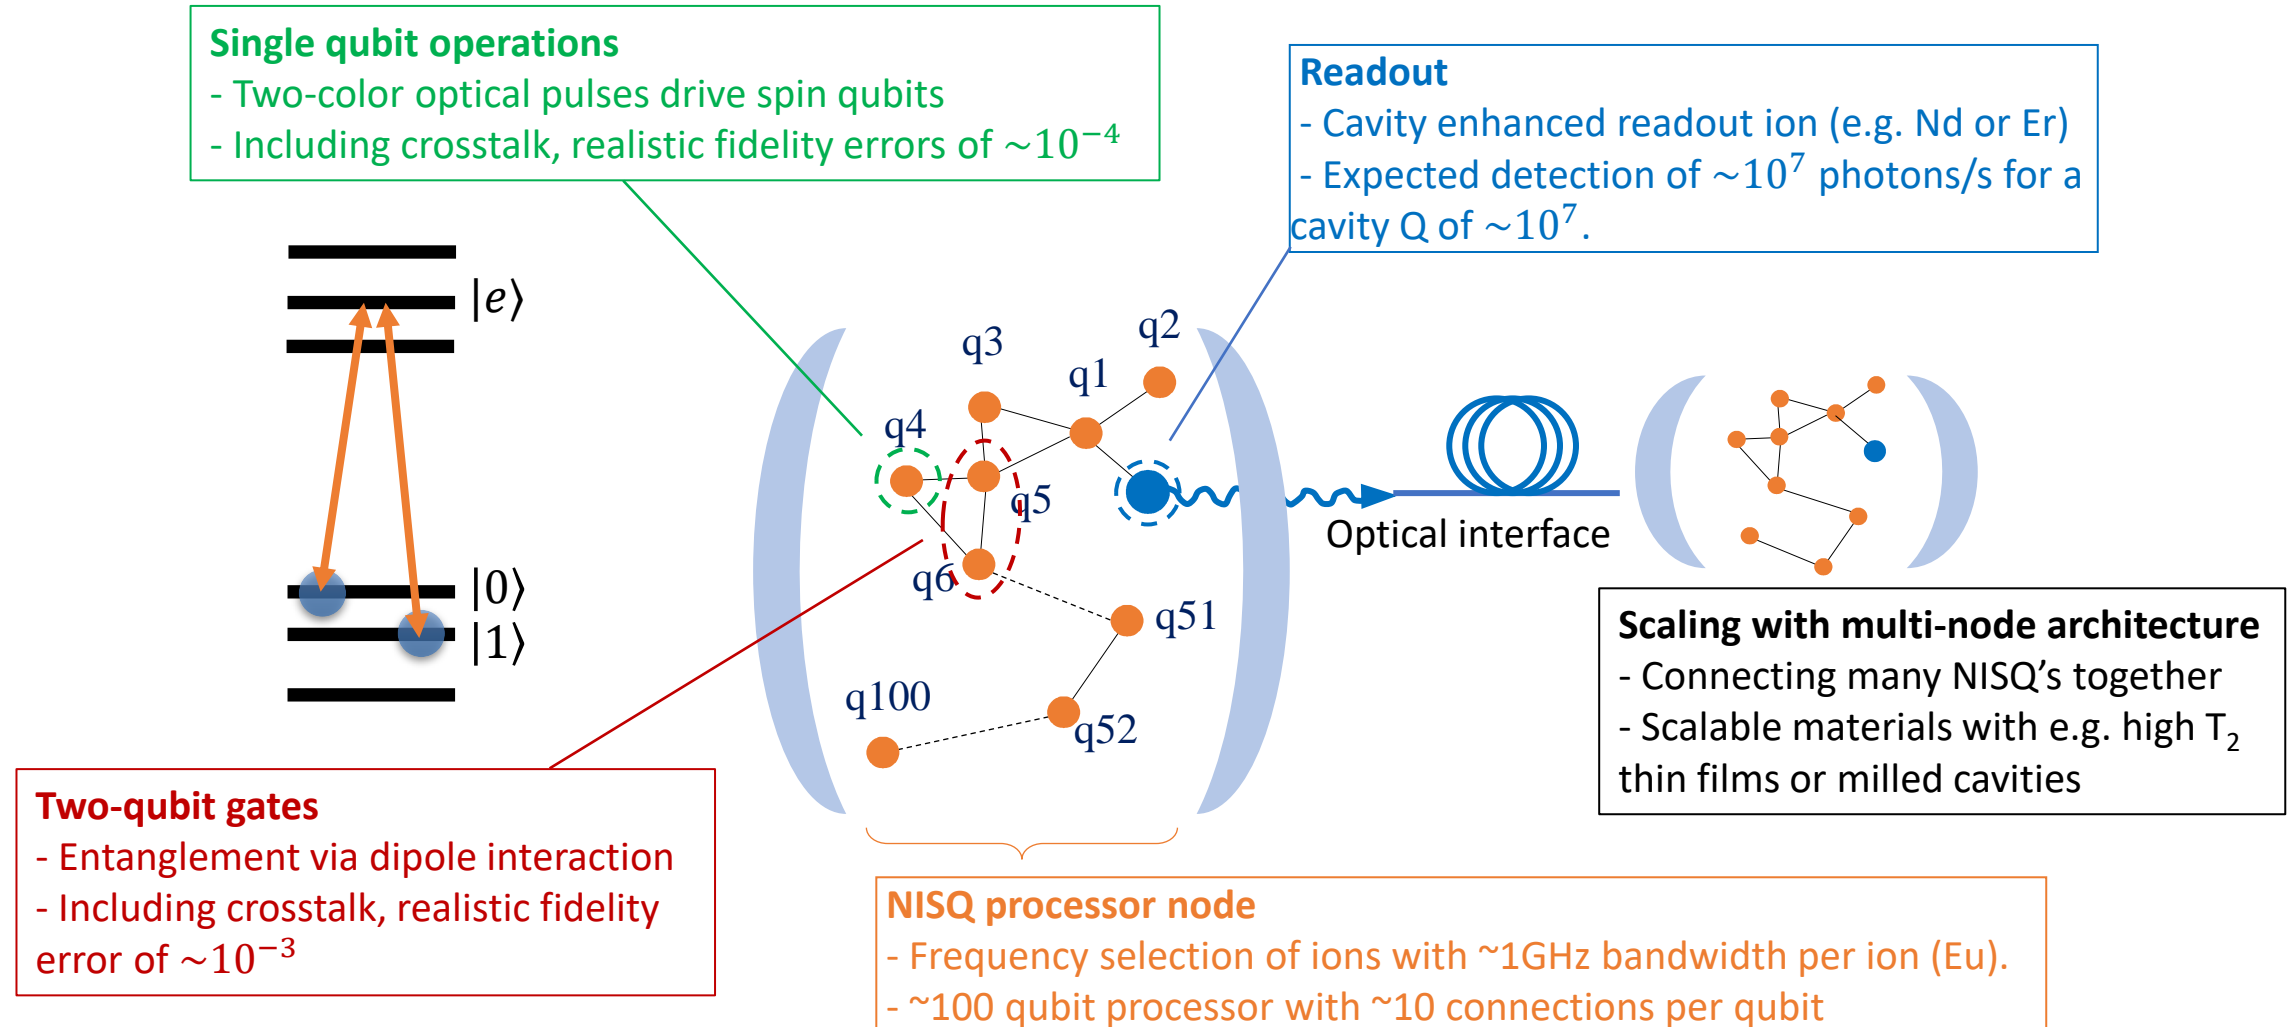 Single qubit operations
- Two-color optical pulses drive spin qubits
- Including crosstalk, realistic fidelity errors of ~10⁻⁴
Readout
- Cavity enhanced readout ion (e.g. Nd or Er)
- Expected detection of ~10⁷ photons/s for a
cavity Q of ~10⁷.
|e⟩
|0⟩
|1⟩
q3
q2
q1
q4
q5
q6
q51
q100
q52
Optical interface
Scaling with multi-node architecture
- Connecting many NISQ's together
- Scalable materials with e.g. high T₂
thin films or milled cavities
Two-qubit gates
- Entanglement via dipole interaction
- Including crosstalk, realistic fidelity
error of ~10⁻³
NISQ processor node
- Frequency selection of ions with ~1GHz bandwidth per ion (Eu).
- ~100 qubit processor with ~10 connections per qubit